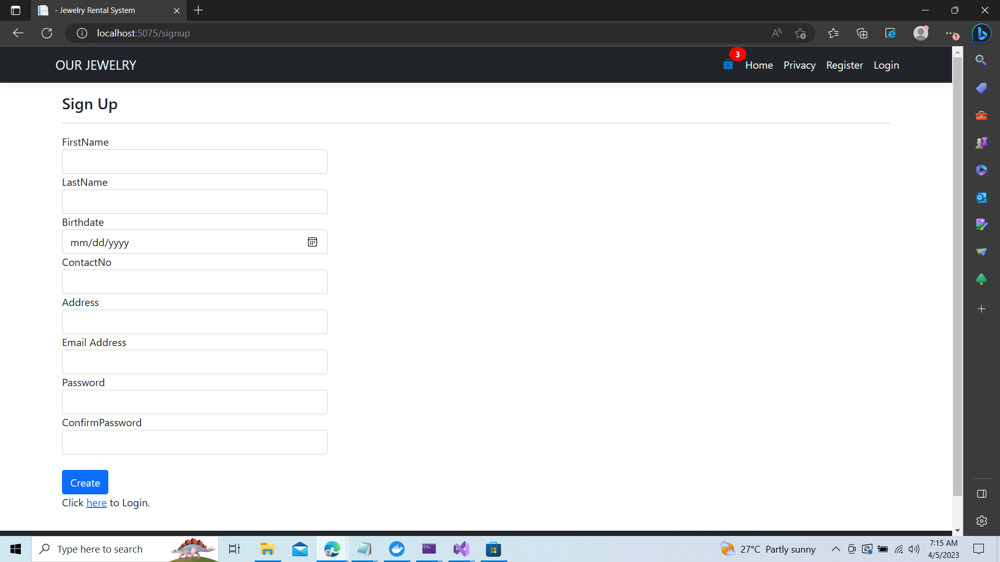 - Jewelry Rental System
localhost:5075/signup
OUR JEWELRY
3
Home Privacy Register Login
Sign Up
FirstName
LastName
Birthdate
mm/dd/yyyy
ContactNo
Address
Email Address
Password
ConfirmPassword
Create
Click here to Login.
Type here to search
27°C Partly sunny
7:15 AM
4/5/2023